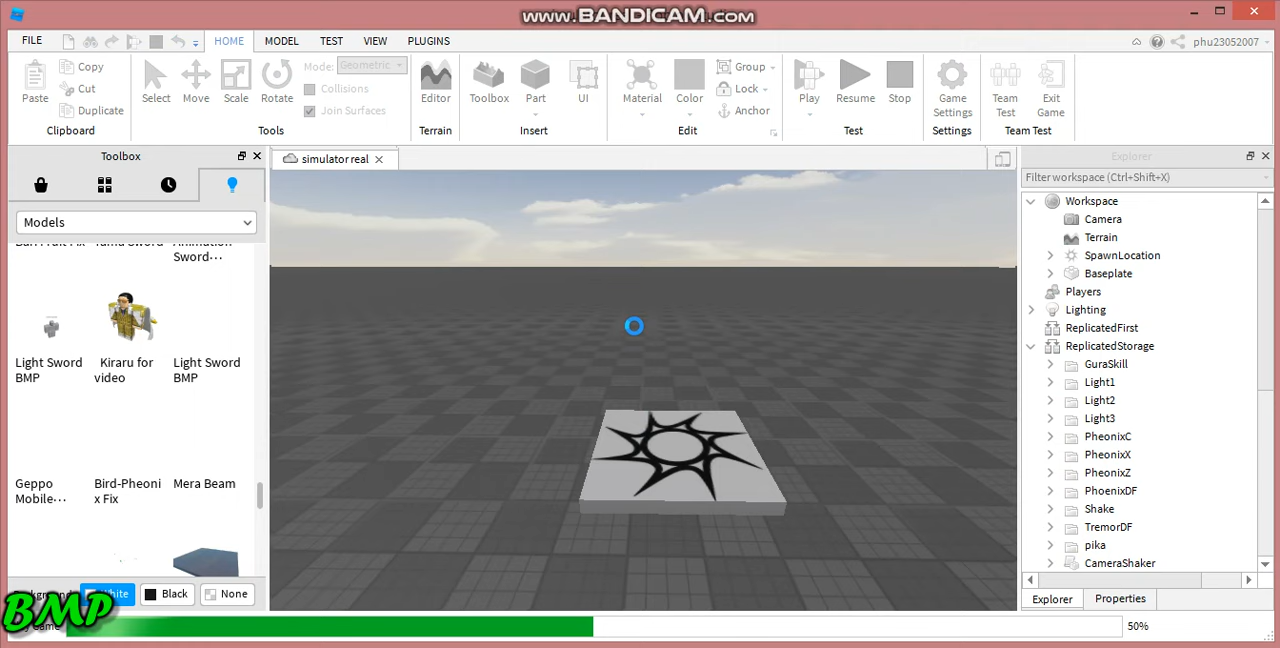 www.BANDICAM.com
FILE HOME MODEL TEST VIEW PLUGINS phu23052007
Paste Copy Cut Duplicate Clipboard
Select Move Scale Rotate Mode: Geometric Collisions Join Surfaces Tools
Editor Terrain
Toolbox Part UI Insert
Material Color Group Lock Anchor Edit
Play Resume Stop Test
Game Settings Settings
Team Test Exit Game Team Test
Toolbox
simulator real
Explorer
Models
Filter workspace (Ctrl+Shift+X)
Sword···
Light Sword BMP
Kiraru for video
Light Sword BMP
Geppo Mobile···
Bird-Pheoni x Fix
Mera Beam
White Black None
BMP
50%
Workspace
Camera
Terrain
SpawnLocation
Baseplate
Players
Lighting
ReplicatedFirst
ReplicatedStorage
GuraSkill
Light1
Light2
Light3
PheonixC
PheonixX
PheonixZ
PhoenixDF
Shake
TremorDF
pika
CameraShaker
Explorer Properties